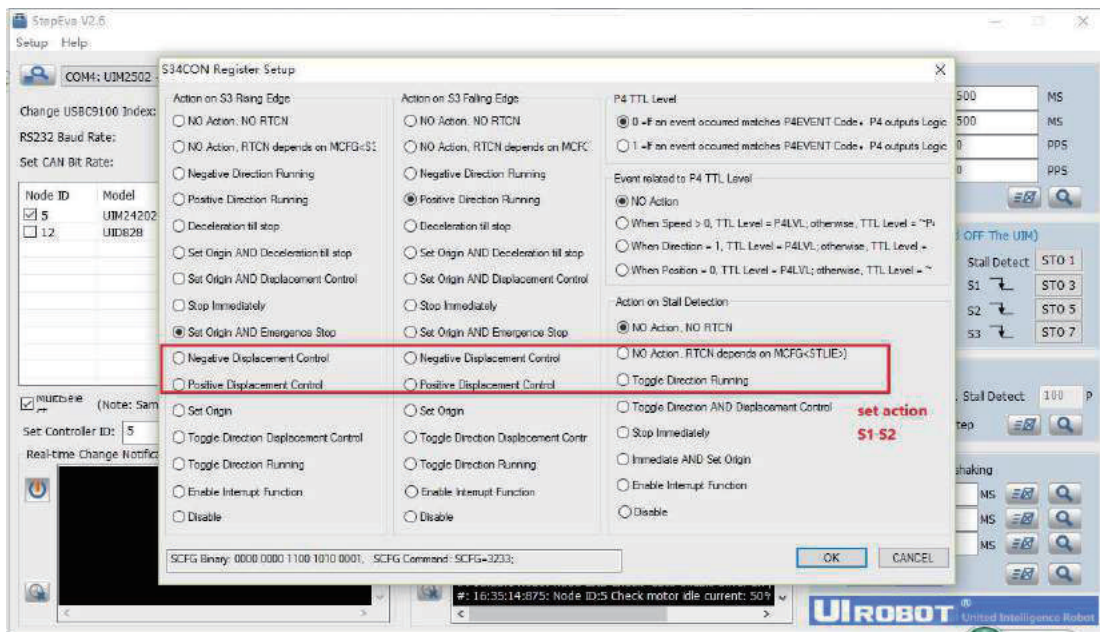 StepEva V2.6
Setup Help
COM4: UIM2502
Change USBC9100 Index:
RS232 Baud Rate:
Set CAN Bit Rate:
Node ID Model
5 UIM24202
12 UID828
(Note: Sam
Set Controller ID: 5
Real-time Change Notific
S34CON Register Setup
Action on S3 Rising Edge
NO Action, NO RTCN
NO Action, RTCN depends on MCFG<S3
Negative Direction Running
Positive Direction Running
Deceleration till stop
Set Origin AND Deceleration till stop
Set Origin AND Displacement Control
Stop Immediately
Set Origin AND Emergence Stop
Negative Displacement Control
Positive Displacement Control
Set Origin
Toggle Direction Displacement Control
Toggle Direction Running
Enable Interrupt Function
Disable
Action on S3 Falling Edge
NO Action, NO RTCN
NO Action, RTCN depends on MCFC
Negative Direction Running
Positive Direction Running
Deceleration till stop
Set Origin AND Deceleration till stop
Set Origin AND Displacement Control
Stop Immediately
Set Origin AND Emergence Stop
Negative Displacement Control
Positive Displacement Control
Set Origin
Toggle Direction Displacement Contr
Toggle Direction Running
Enable Interrupt Function
Disable
P4 TTL Level
0 =If an event occurred matches P4EVENT Code, P4 outputs Logic
1 =If an event occurred matches P4EVENT Code, P4 outputs Logic
Event related to P4 TTL Level
NO Action
When Speed > 0, TTL Level = P4LVL; otherwise, TTL Level = ~P4
When Direction = 1, TTL Level = P4LVL; otherwise, TTL Level =
When Position = 0, TTL Level = P4LVL; otherwise, TTL Level = ~
Action on Stall Detection
NO Action, NO RTCN
NO Action, RTCN depends on MCFG<STLIE>)
Toggle Direction Running
Toggle Direction AND Displacement Control
Stop Immediately
Immediate AND Set Origin
Enable Interrupt Function
Disable
set action
S1-S2
SCFG Binary: 0000 0000 1100 1010 0001, SCFG Command: SCFG=3233;
OK CANCEL
500 MS
500 MS
0 PPS
0 PPS
OFF The UIM)
Stall Detect STO 1
S1 STO 3
S2 STO 5
S3 STO 7
Stall Detect 100 P
tep
shaking
MS
MS
MS
#: 16:35:14:875: Node ID:5 Check motor idle current: 50%
UIROBOT ®
United Intelligence Robot